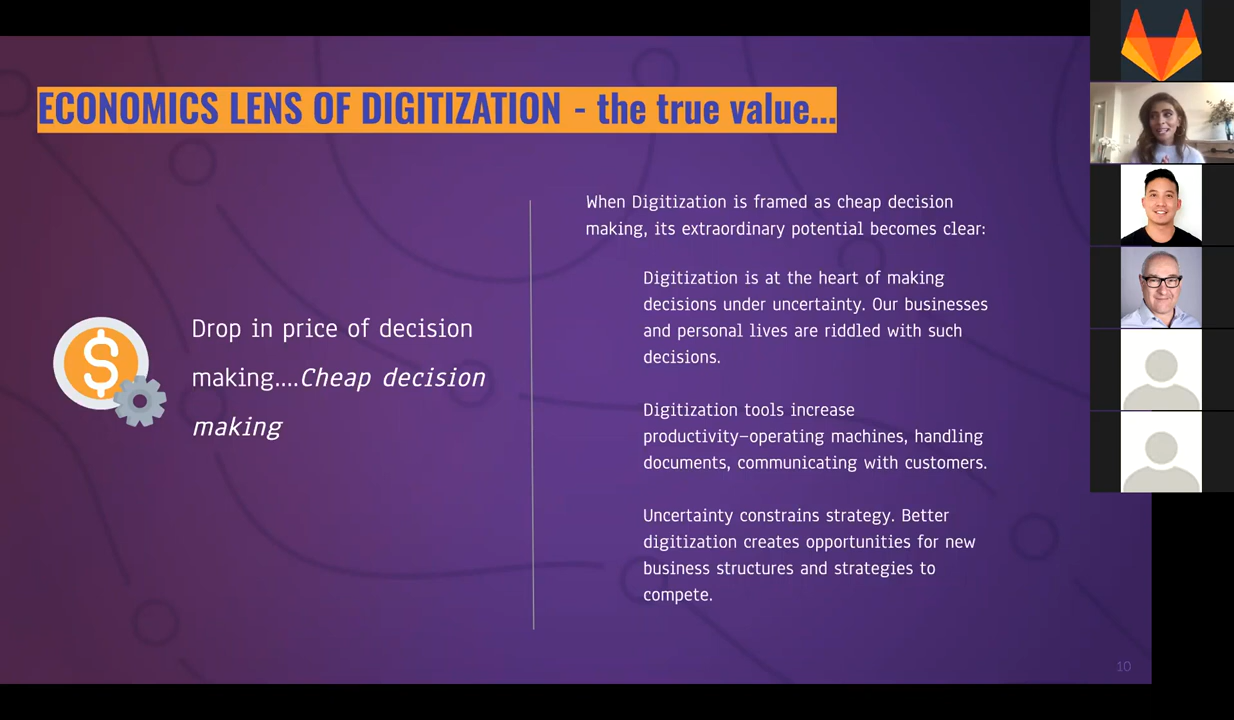 ECONOMICS LENS OF DIGITIZATION - the true value...
Drop in price of decision
making....Cheap decision
making
When Digitization is framed as cheap decision
making, its extraordinary potential becomes clear:
Digitization is at the heart of making
decisions under uncertainty. Our businesses
and personal lives are riddled with such
decisions.
Digitization tools increase
productivity—operating machines, handling
documents, communicating with customers.
Uncertainty constrains strategy. Better
digitization creates opportunities for new
business structures and strategies to
compete.
10